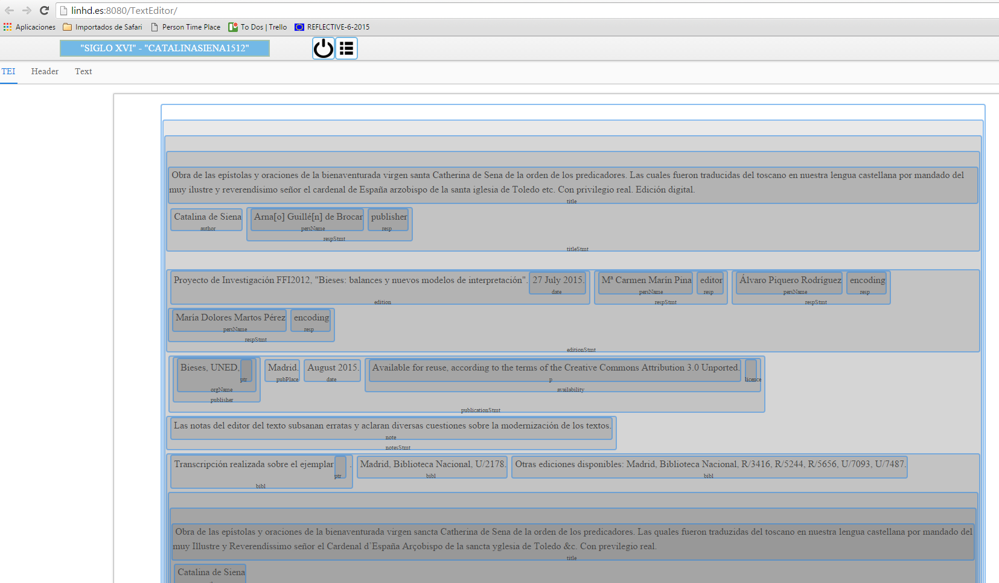 linhd.es:8080/TextEditor/
Aplicaciones Importados de Safari Person Time Place To Dos | Trello REFLECTIVE-6-2015
"SIGLO XVI" - "CATALINASIENA1512"
TEI Header Text
Obra de las epístolas y oraciones de la bienaventurada virgen santa Catherina de Sena de la orden de los predicadores. Las cuales fueron traducidas del toscano en nuestra lengua castellana por mandado del
muy ilustre y reverendísimo señor el cardenal de España arzobispo de la santa iglesia de Toledo etc. Con privilegio real. Edición digital.
title
Catalina de Siena Arna[o] Guillé[n] de Brocar publisher
author persName resp
respStmt
titleStmt
Proyecto de Investigación FFI2012, "Bieses: balances y nuevos modelos de interpretación". 27 July 2015. Mª Carmen Marín Pina editor Álvaro Piquero Rodríguez encoding
date persName resp persName resp
edition respStmt respStmt
María Dolores Martos Pérez encoding
persName resp
respStmt
editionStmt
Bieses, UNED, Madrid. August 2015. Available for reuse, according to the terms of the Creative Commons Attribution 3.0 Unported.
ptr pubPlace date p licence
orgName availability
publisher
publicationStmt
Las notas del editor del texto subsanan erratas y aclaran diversas cuestiones sobre la modernización de los textos.
note
notesStmt
Transcripción realizada sobre el ejemplar . Madrid, Biblioteca Nacional, U/2178. Otras ediciones disponibles: Madrid, Biblioteca Nacional, R/3416, R/5244, R/5656, U/7093, U/7487.
ptr bibl bibl
bibl
Obra de las epístolas y oraciones de la bienaventurada virgen sancta Catherina de Sena de la orden de los predicadores. Las quales fueron traduzidas del toscano en nuestra lengua castellana por mandado del
muy Illustre y Reverendíssimo señor el Cardenal d´España Arçobispo de la sancta yglesia de Toledo &c. Con previlegio real.
title
Catalina de Siena